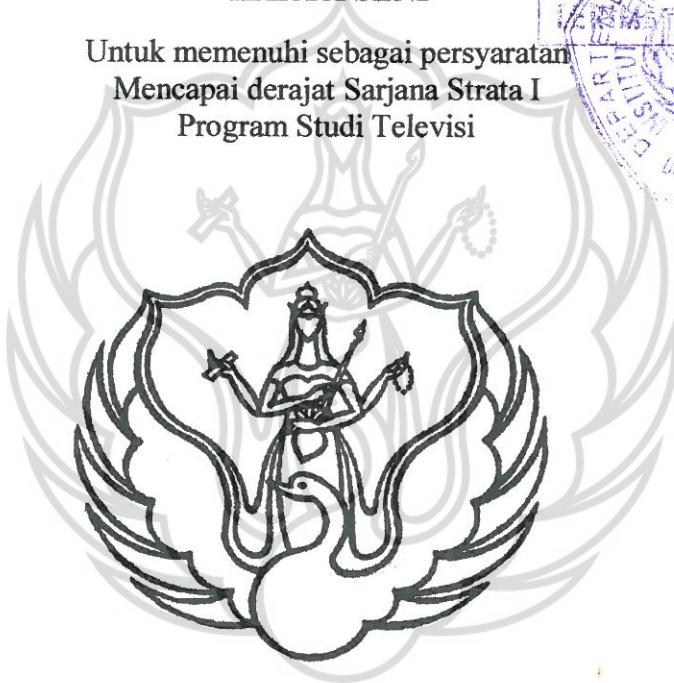 Untuk memenuhi sebagai persyaratan
Mencapai derajat Sarjana Strata I
Program Studi Televisi